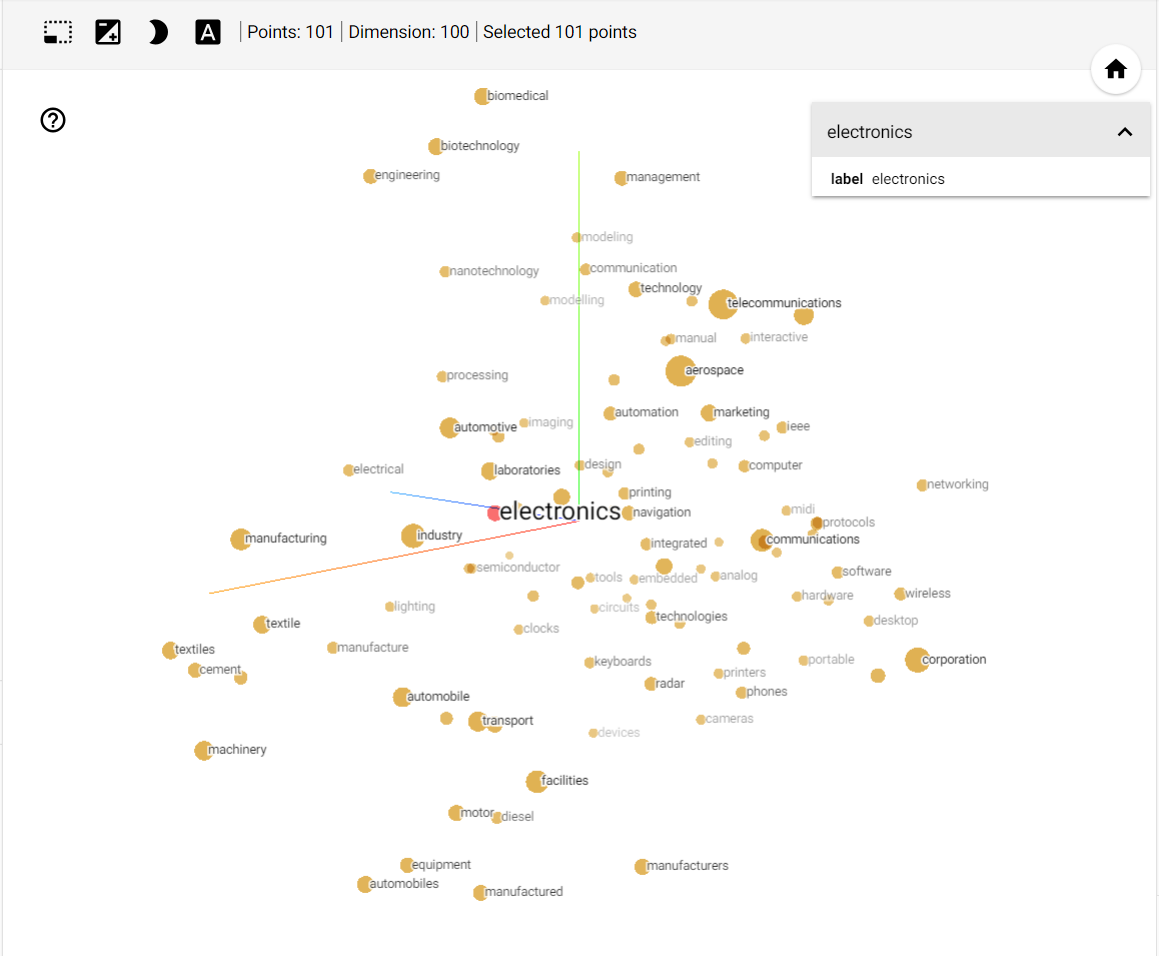 A
Points: 101
Dimension: 100
Selected 101 points
electronics
label electronics
biomedical
biotechnology
engineering
management
modeling
nanotechnology
communication
technology
modelling
telecommunications
manual
interactive
processing
aerospace
automotive
imaging
automation
marketing
ieee
editing
electrical
laboratories
design
computer
networking
printing
electronics
navigation
midi
protocols
manufacturing
industry
integrated
communications
semiconductor
tools
embedded
analog
software
lighting
circuits
hardware
wireless
textile
clocks
technologies
desktop
textiles
manufacture
cement
keyboards
printers
portable
corporation
radar
phones
automobile
transport
cameras
devices
machinery
facilities
motor
diesel
equipment
manufacturers
automobiles
manufactured